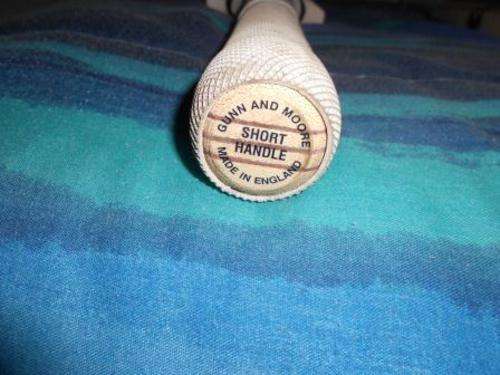 GUNN AND MOORE
SHORT
HANDLE
MADE IN ENGLAND